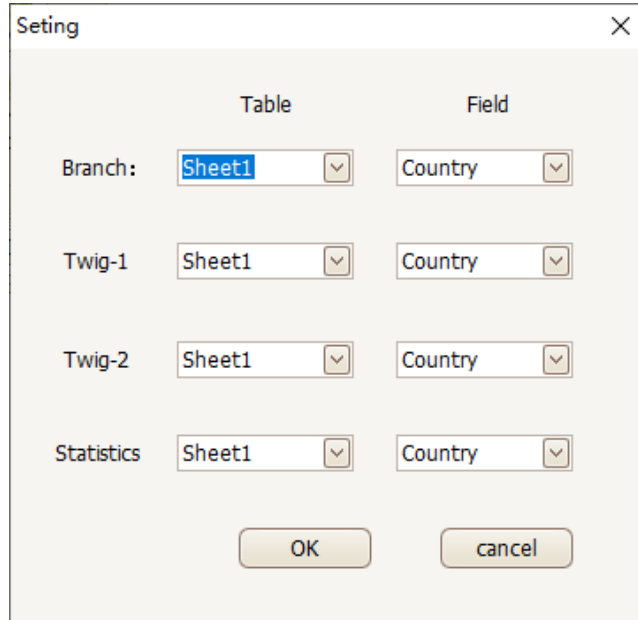 Seting
Table Field
Branch： Sheet1 Country
Twig-1 Sheet1 Country
Twig-2 Sheet1 Country
Statistics Sheet1 Country
OK cancel